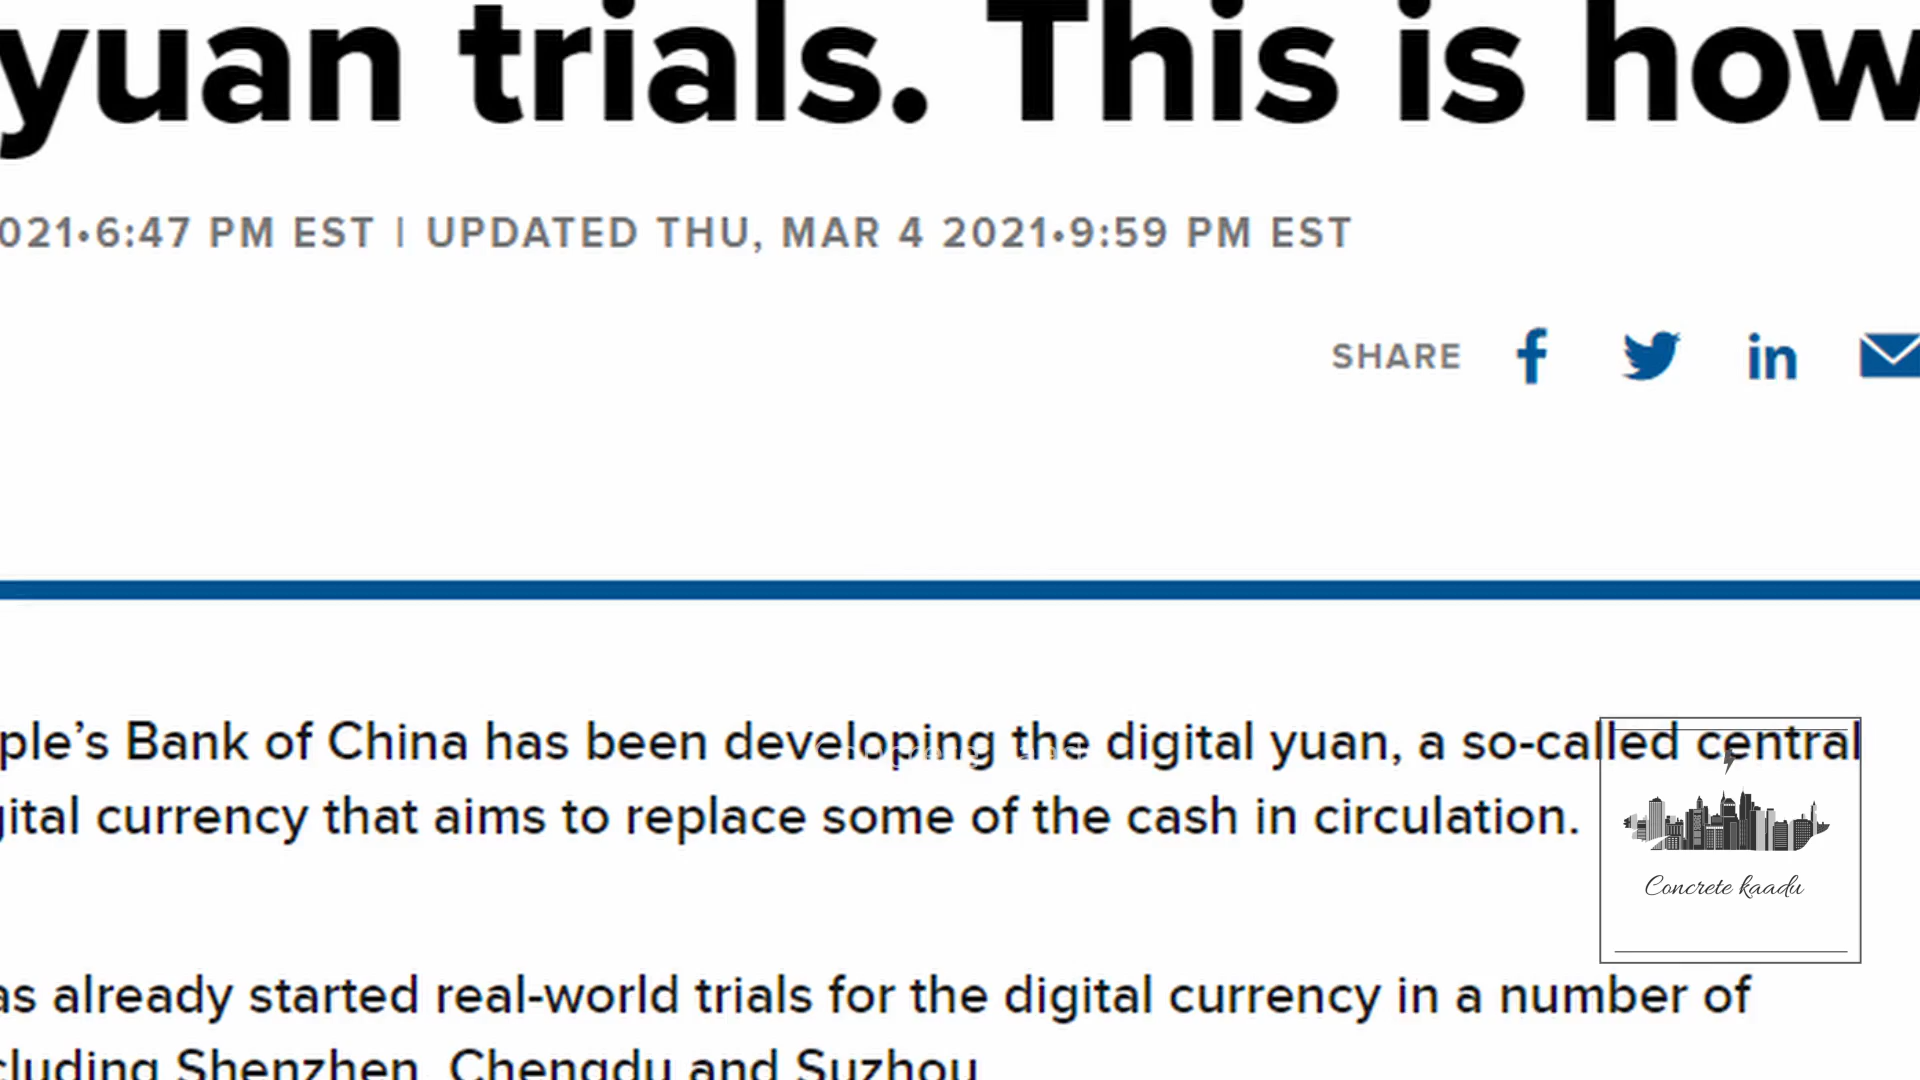 yuan trials. This is how
021•6:47 PM EST | UPDATED THU, MAR 4 2021•9:59 PM EST
SHARE
ple’s Bank of China has been developing the digital yuan, a so-called central
gital currency that aims to replace some of the cash in circulation.
Concrete kaadu
as already started real-world trials for the digital currency in a number of
cluding Shenzhen, Chengdu and Suzhou